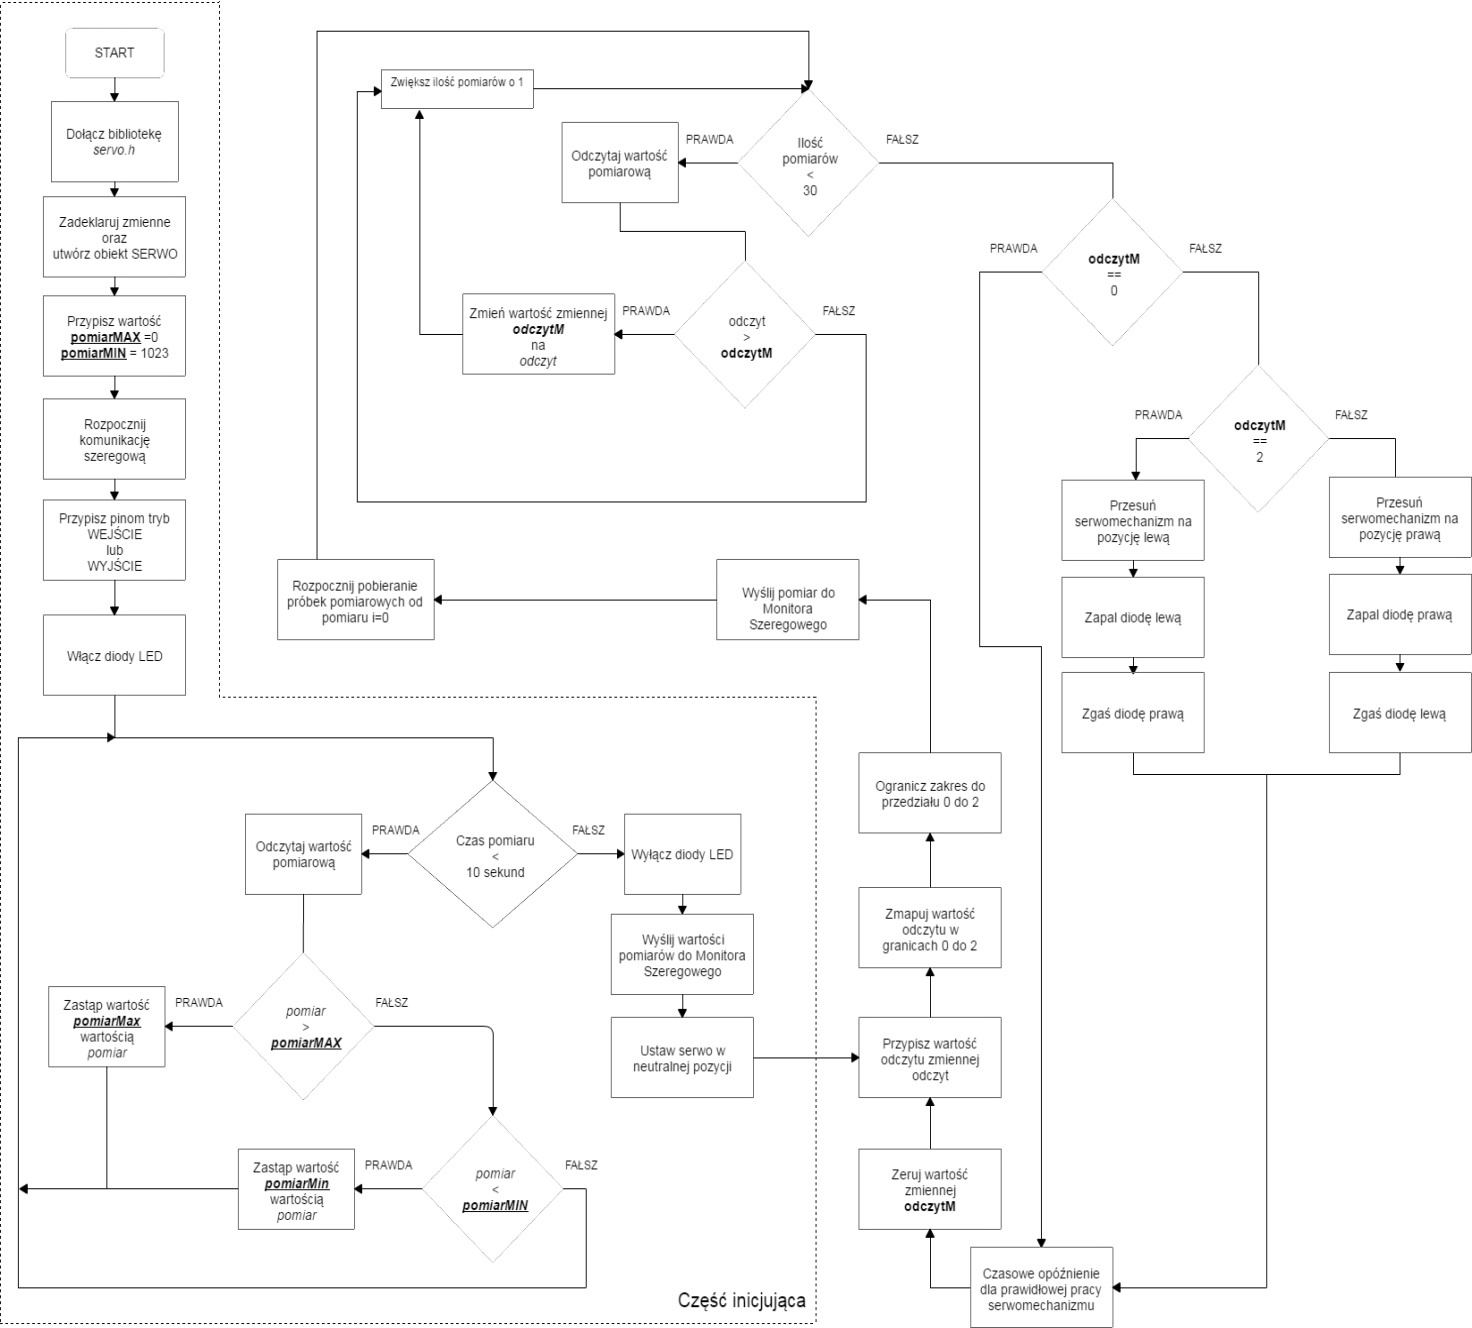 START
Dołącz bibliotekę
servo.h
Zadeklaruj zmienne
oraz
utwórz obiekt SERWO
Przypisz wartość
pomiarMAX =0
pomiarMIN = 1023
Rozpocznij
komunikację
szeregową
Przypisz pinom tryb
WEJŚCIE
lub
WYJŚCIE
Włącz diody LED
Czas pomiaru
<
10 sekund
PRAWDA
FAŁSZ
Odczytaj wartość
pomiarową
pomiar
>
pomiarMAX
PRAWDA
FAŁSZ
Zastąp wartość
pomiarMax
wartością
pomiar
pomiar
<
pomiarMIN
PRAWDA
FAŁSZ
Zastąp wartość
pomiarMin
wartością
pomiar
Wyłącz diody LED
Wyślij wartości
pomiarów do Monitora
Szeregowego
Ustaw serwo w
neutralnej pozycji
Część inicjująca
Przypisz wartość
odczytu zmiennej
odczyt
Zmapuj wartość
odczytu w
granicach 0 do 2
Ogranicz zakres do
przedziału 0 do 2
Wyślij pomiar do
Monitora
Szeregowego
Rozpocznij pobieranie
próbek pomiarowych od
pomiaru i=0
Zwiększ ilość pomiarów o 1
Ilość
pomiarów
<
30
PRAWDA
FAŁSZ
Odczytaj wartość
pomiarową
odczyt
>
odczytM
PRAWDA
FAŁSZ
Zmień wartość zmiennej
odczytM
na
odczyt
odczytM
==
0
PRAWDA
FAŁSZ
odczytM
==
2
PRAWDA
FAŁSZ
Przesuń
serwomechanizm na
pozycję lewą
Zapal diodę lewą
Zgaś diodę prawą
Przesuń
serwomechanizm na
pozycję prawą
Zapal diodę prawą
Zgaś diodę lewą
Czasowe opóźnienie
dla prawidłowej pracy
serwomechanizmu
Zeruj wartość
zmiennej
odczytM